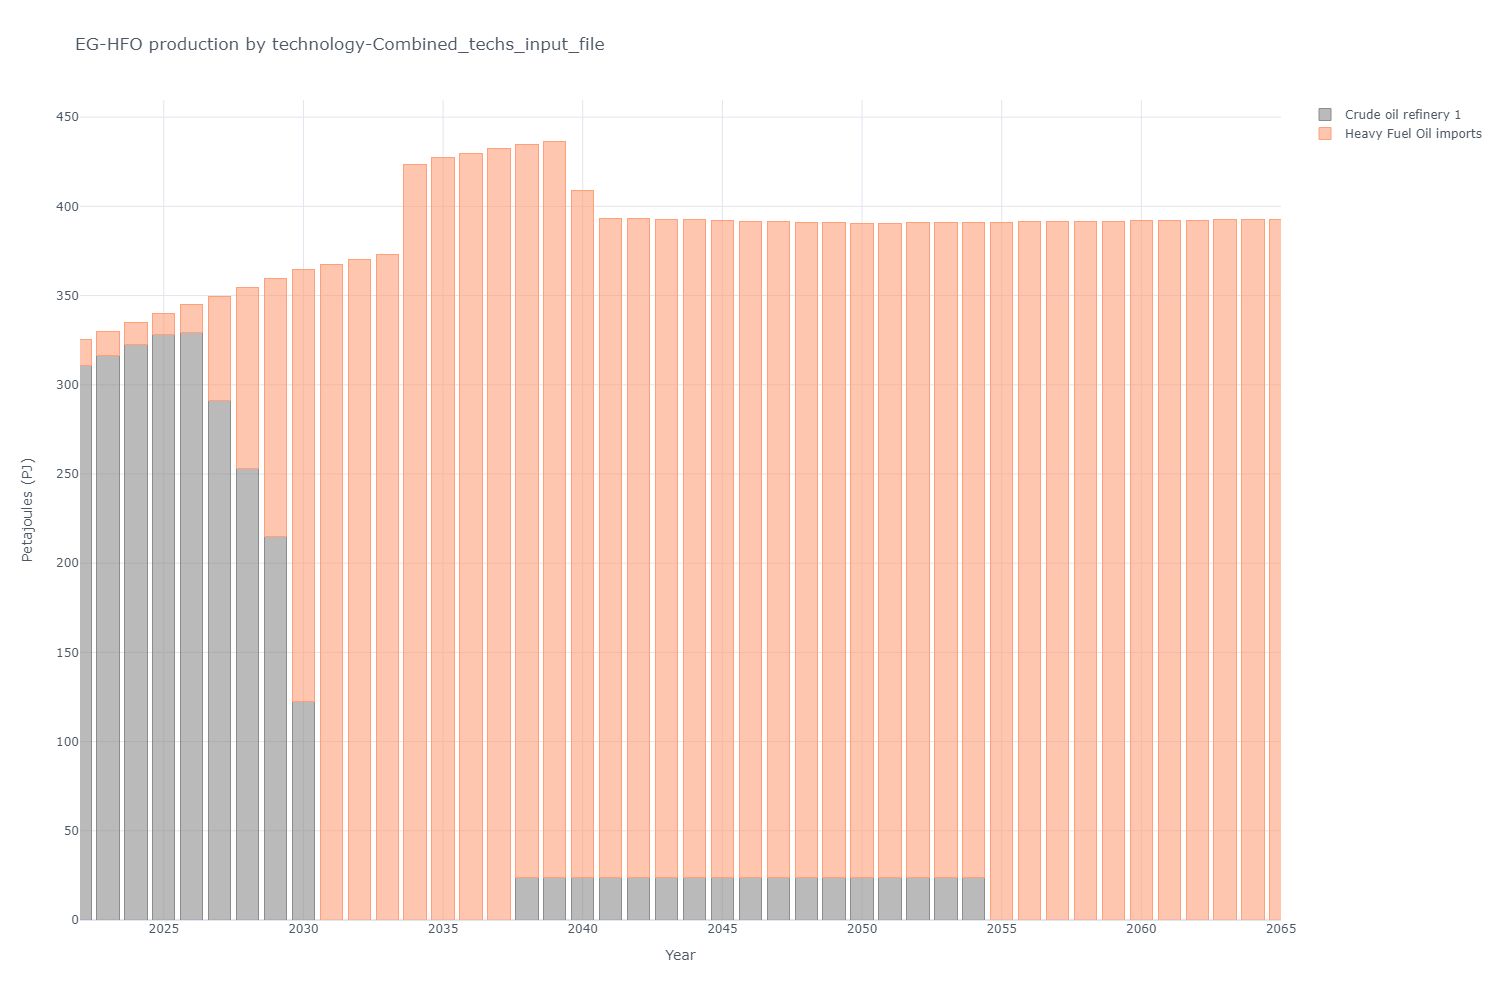 EG-HFO production by technology-Combined_techs_input_file
Crude oil refinery 1
Heavy Fuel Oil imports
450
400
350
300
250
200
150
100
50
0
Petajoules (PJ)
2025 2030 2035 2040 2045 2050 2055 2060 2065
Year